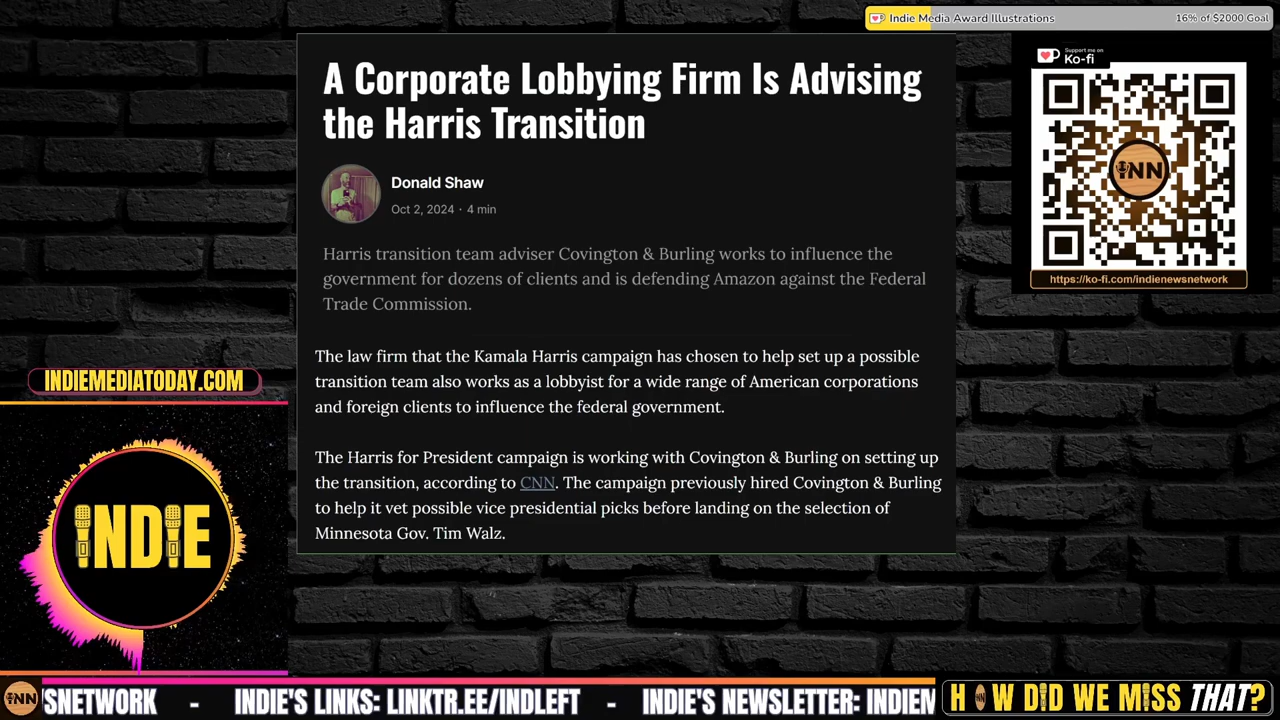 Indie Media Award Illustrations
16% of $2000 Goal
A Corporate Lobbying Firm Is Advising
the Harris Transition
Donald Shaw
Oct 2, 2024 · 4 min
Harris transition team adviser Covington & Burling works to influence the
government for dozens of clients and is defending Amazon against the Federal
Trade Commission.
The law firm that the Kamala Harris campaign has chosen to help set up a possible
transition team also works as a lobbyist for a wide range of American corporations
and foreign clients to influence the federal government.
The Harris for President campaign is working with Covington & Burling on setting up
the transition, according to CNN. The campaign previously hired Covington & Burling
to help it vet possible vice presidential picks before landing on the selection of
Minnesota Gov. Tim Walz.
Support me on
Ko-fi
INN
https://ko-fi.com/indienewsnetwork
INDIEMEDIATODAY.COM
INDIE
INN
'SNETWORK - INDIE'S LINKS: LINKTR.EE/INDLEFT - INDIE'S NEWSLETTER: INDIEN
HOW DID WE MISS THAT?